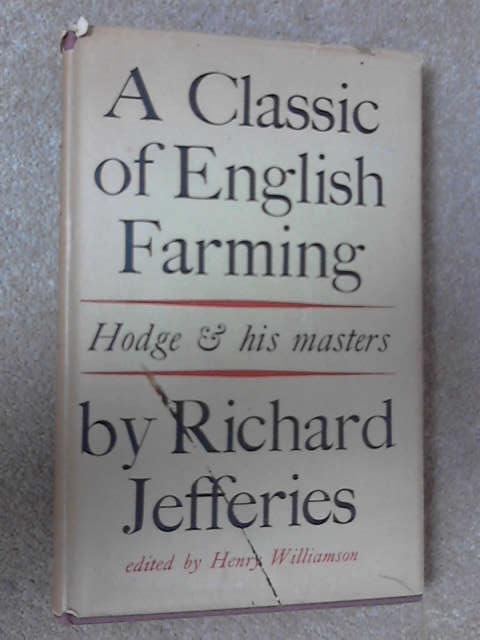 A Classic
of English
Farming
Hodge & his masters
by Richard
Jefferies
edited by Henry Williamson